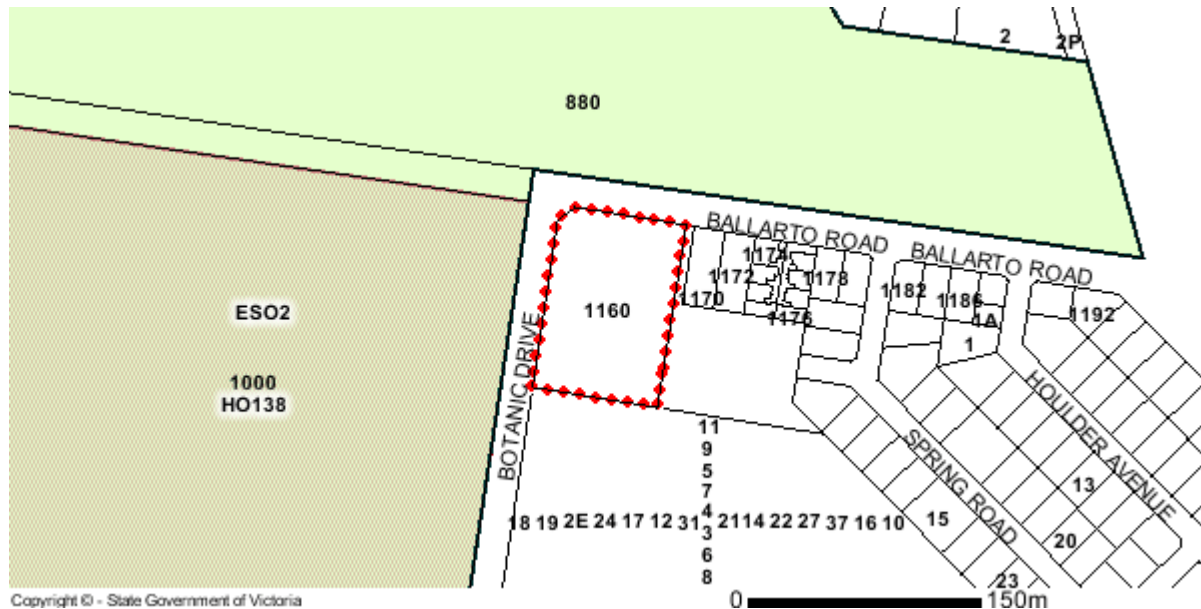 2
2P
880
BALLARTO ROAD
BALLARTO ROAD
1174
1172
1178
1170
1176
1182
1186
1A
1192
1
1160
ESO2
1000
HO138
BOTANIC DRIVE
HOULDER AVENUE
SPRING ROAD
11
9
5
7
4
18 19 2E 24 17 12 31 21 14 22 27 37 16 10
3
6
8
15
13
20
23
Copyright © - State Government of Victoria
0 150m